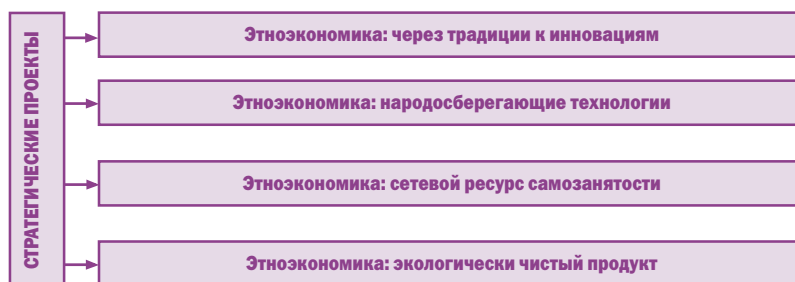 СТРАТЕГИЧЕСКИЕ ПРОЕКТЫ
Этноэкономика: через традиции к инновациям
Этноэкономика: народосберегающие технологии
Этноэкономика: сетевой ресурс самозанятости
Этноэкономика: экологически чистый продукт